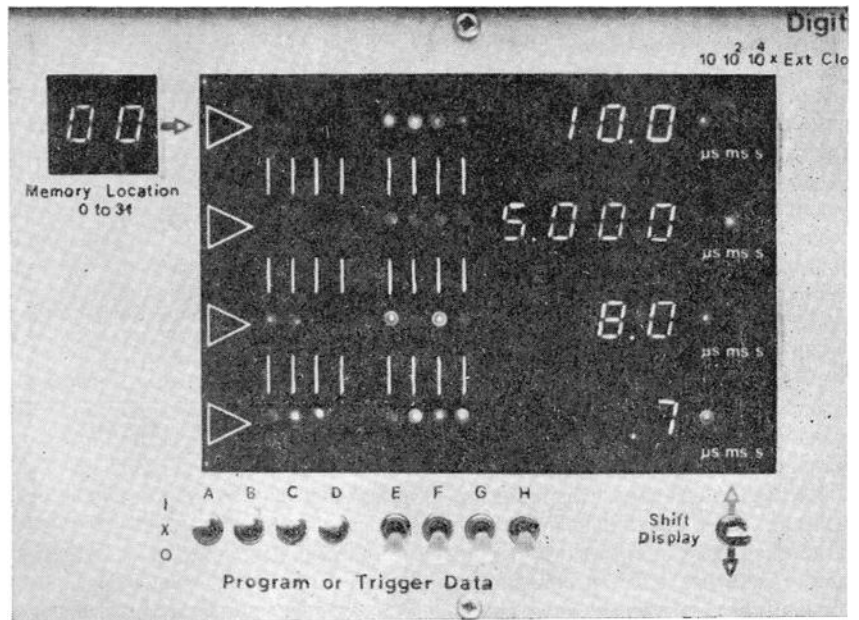 Digit
10 10² 10⁴ x Ext Clo
00
10.0
µs ms s
Memory Location
0 to 31
5.000
µs ms s
8.0
µs ms s
.7
µs ms s
A B C D E F G H
I
X
O
Shift
Display
Program or Trigger Data